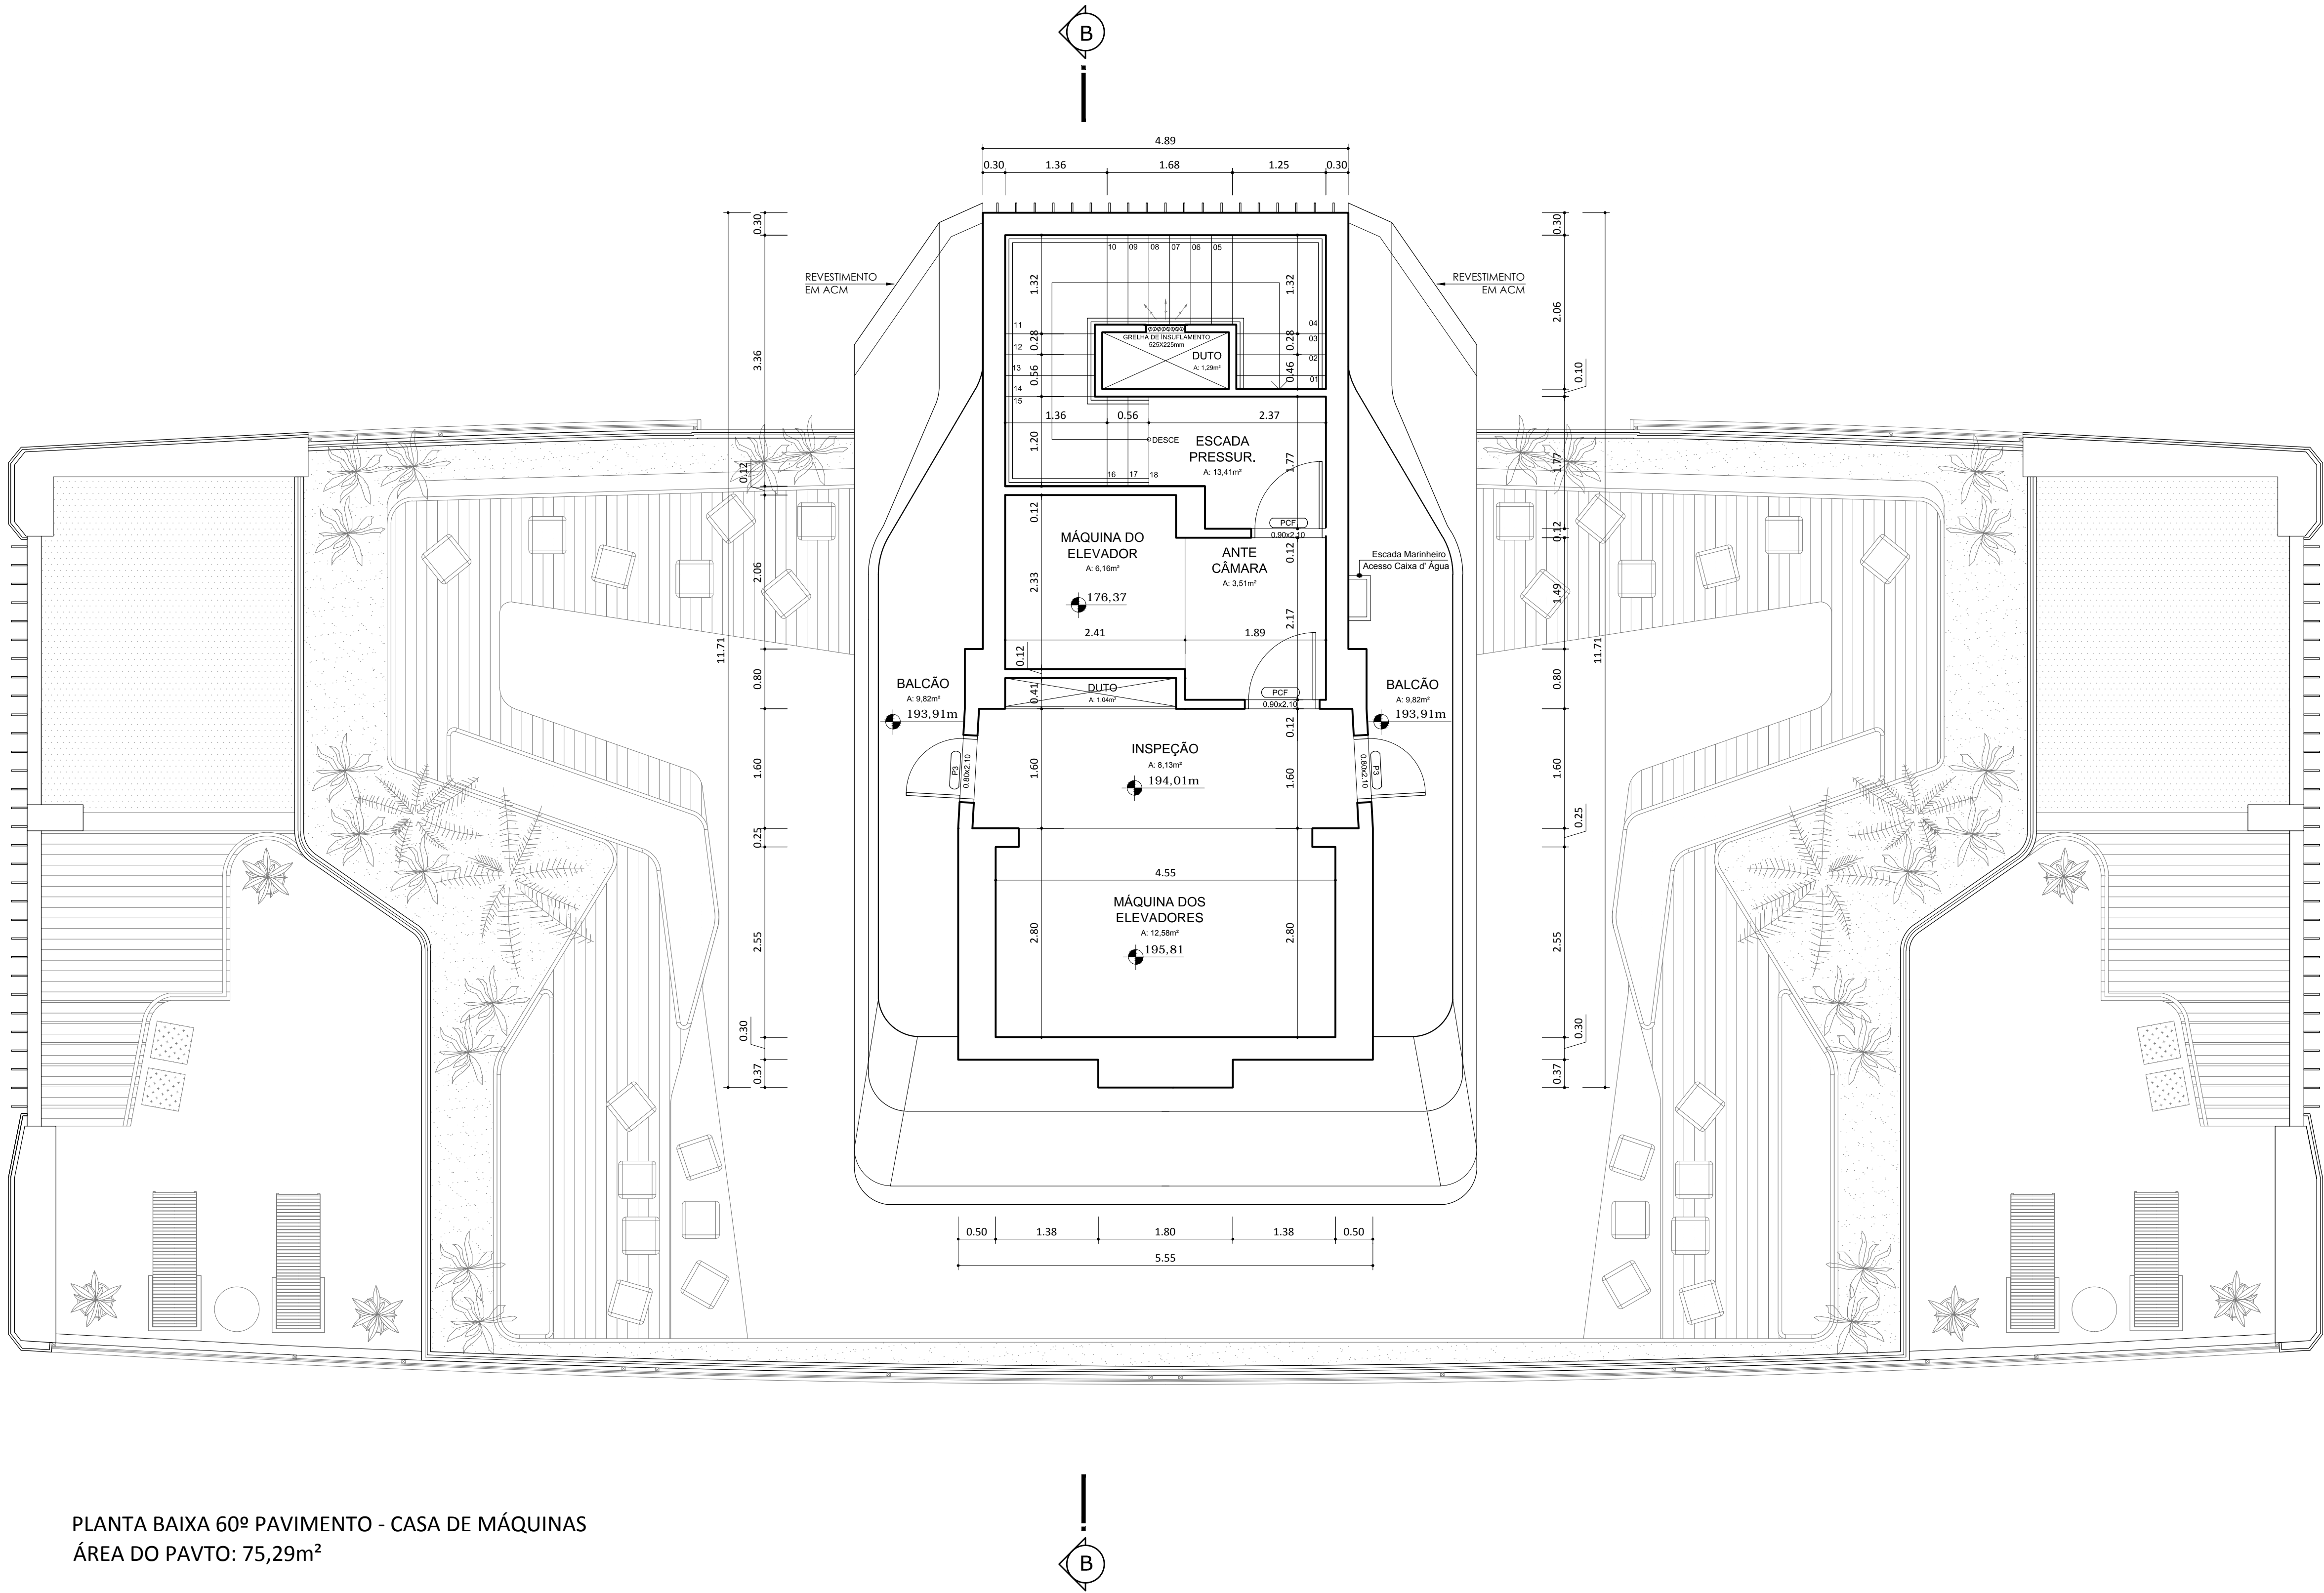 B
4.89
0.30 1.36 1.68 1.25 0.30
0.30
0.30
10 09 08 07 06 05
REVESTIMENTO
EM ACM
REVESTIMENTO
EM ACM
1.32
1.32
2.06
3.36
11
12
13
14
15
0.28
0.56
GRELHA DE INSUFLAMENTO
525X225mm
DUTO
A: 1,29m²
0.28
0.46
04
03
02
01
0.10
1.36 0.56 2.37
1.20
DESCE
ESCADA
PRESSUR.
A: 13,41m²
1.77
1.77
0.12
16 17 18
0.12
PCF
0.90x2,10
0.12
0.12
MÁQUINA DO
ELEVADOR
A: 6,16m²
ANTE
CÂMARA
A: 3,51m²
Escada Marinheiro
Acesso Caixa d' Água
2.06
2.33
176,37
1.49
2.17
2.41 1.89
11.71
11.71
0.12
0.80
0.80
BALCÃO
A: 9,82m²
193,91m
0.41
DUTO
A: 1,04m²
PCF
0,90x2,10
BALCÃO
A: 9,82m²
193,91m
0.12
INSPEÇÃO
A: 8,13m²
194,01m
1.60
1.60
1.60
1.60
P3
0.80x2.10
0.80x2.10
P3
0.25
0.25
4.55
MÁQUINA DOS
ELEVADORES
A: 12,58m²
195,81
2.55
2.80
2.80
2.55
0.30
0.30
0.37
0.37
0.50 1.38 1.80 1.38 0.50
5.55
B
PLANTA BAIXA 60º PAVIMENTO - CASA DE MÁQUINAS
ÁREA DO PAVTO: 75,29m²